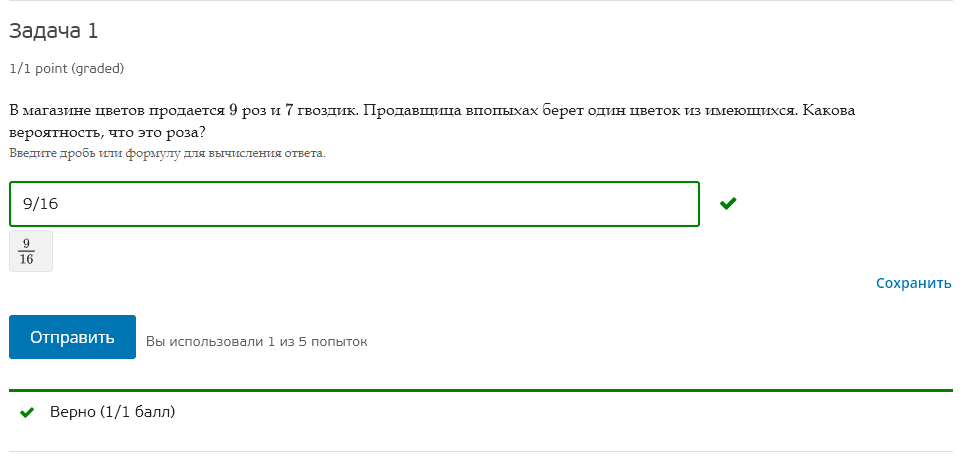 Задача 1
1/1 point (graded)
В магазине цветов продается 9 роз и 7 гвоздик. Продавщица впопыхах берет один цветок из имеющихся. Какова
вероятность, что это роза?
Введите дробь или формулу для вычисления ответа.
9/16
9
16
Сохранить
Отправить
Вы использовали 1 из 5 попыток
Верно (1/1 балл)